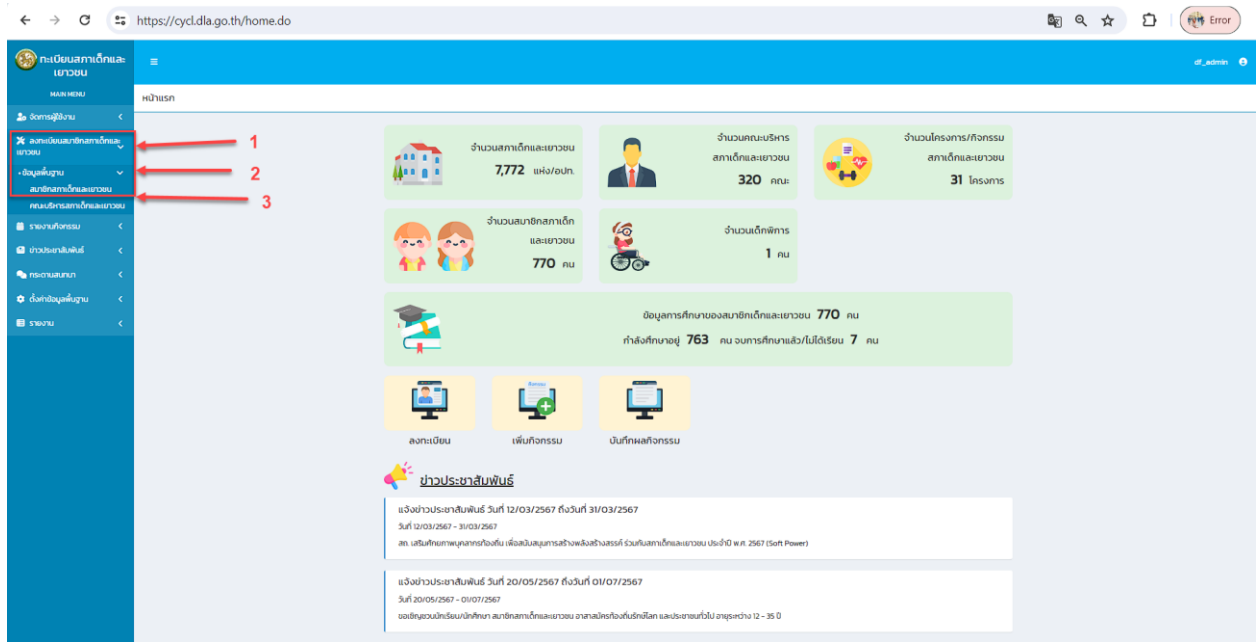 https://cycl.dla.go.th/home.do
Error
ทะเบียนสภาเด็กและ
เยาวชน
df_admin
MAIN MENU
หน้าแรก
จัดการผู้ใช้งาน
ลงทะเบียนสมาชิกสภาเด็กและ
เยาวชน
1
ข้อมูลพื้นฐาน
2
สมาชิกสภาเด็กและเยาวชน
คณะบริหารสภาเด็กและเยาวชน
3
รายงานกิจกรรม
ข่าวประชาสัมพันธ์
กระดานสนทนา
ตั้งค่าข้อมูลพื้นฐาน
รายงาน
จำนวนสภาเด็กและเยาวชน
7,772 แห่ง/อปท.
จำนวนคณะบริหาร
สภาเด็กและเยาวชน
320 คณะ
จำนวนโครงการ/กิจกรรม
สภาเด็กและเยาวชน
31 โครงการ
จำนวนสมาชิกสภาเด็ก
และเยาวชน
770 คน
จำนวนเด็กพิการ
1 คน
ข้อมูลการศึกษาของสมาชิกเด็กและเยาวชน 770 คน
กำลังศึกษาอยู่ 763 คน จบการศึกษาแล้ว/ไม่ได้เรียน 7 คน
กิจกรรม
ลงทะเบียน
เพิ่มกิจกรรม
บันทึกผลกิจกรรม
ข่าวประชาสัมพันธ์
แจ้งข่าวประชาสัมพันธ์ วันที่ 12/03/2567 ถึงวันที่ 31/03/2567
วันที่ 12/03/2567 - 31/03/2567
สถ. เสริมศักยภาพบุคลากรท้องถิ่น เพื่อสนับสนุนการสร้างพลังสร้างสรรค์ ร่วมกับสภาเด็กและเยาวชน ประจำปี พ.ศ. 2567 (Soft Power)
แจ้งข่าวประชาสัมพันธ์ วันที่ 20/05/2567 ถึงวันที่ 01/07/2567
วันที่ 20/05/2567 - 01/07/2567
ขอเชิญชวนนักเรียน/นักศึกษา สมาชิกสภาเด็กและเยาวชน อาสาสมัครท้องถิ่นรักษ์โลก และประชาชนทั่วไป อายุระหว่าง 12 - 35 ปี